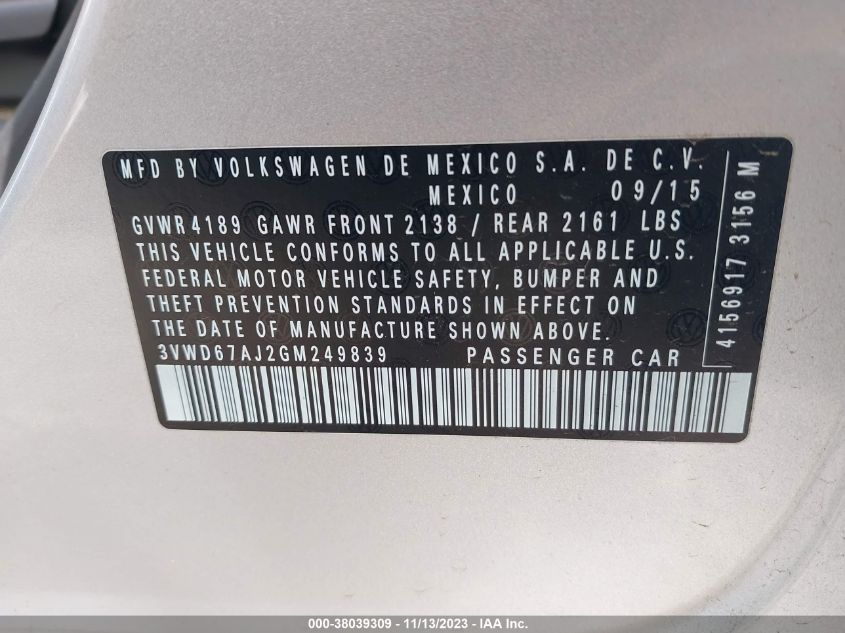 MFD BY VOLKSWAGEN DE MEXICO S.A. DE C.V.
MEXICO 09/15
GVWR4189 GAWR FRONT 2138 / REAR 2161 LBS
THIS VEHICLE CONFORMS TO ALL APPLICABLE U.S.
FEDERAL MOTOR VEHICLE SAFETY, BUMPER AND
THEFT PREVENTION STANDARDS IN EFFECT ON
THE DATE OF MANUFACTURE SHOWN ABOVE.
3VWD67AJ2GM249839 PASSENGER CAR
4156917 3156 M
000-38039309 - 11/13/2023 - IAA Inc.